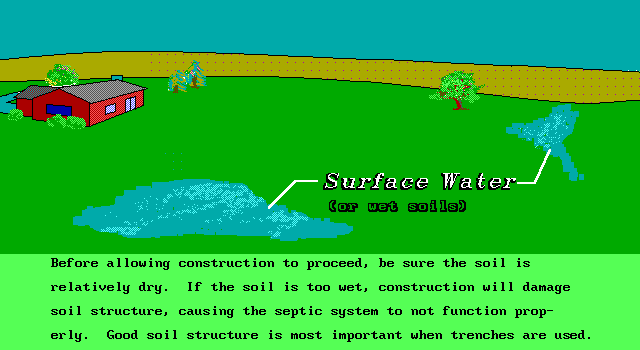 Surface Water
(or wet soils)
Before allowing construction to proceed, be sure the soil is
relatively dry.  If the soil is too wet, construction will damage
soil structure, causing the septic system to not function prop-
erly.  Good soil structure is most important when trenches are used.